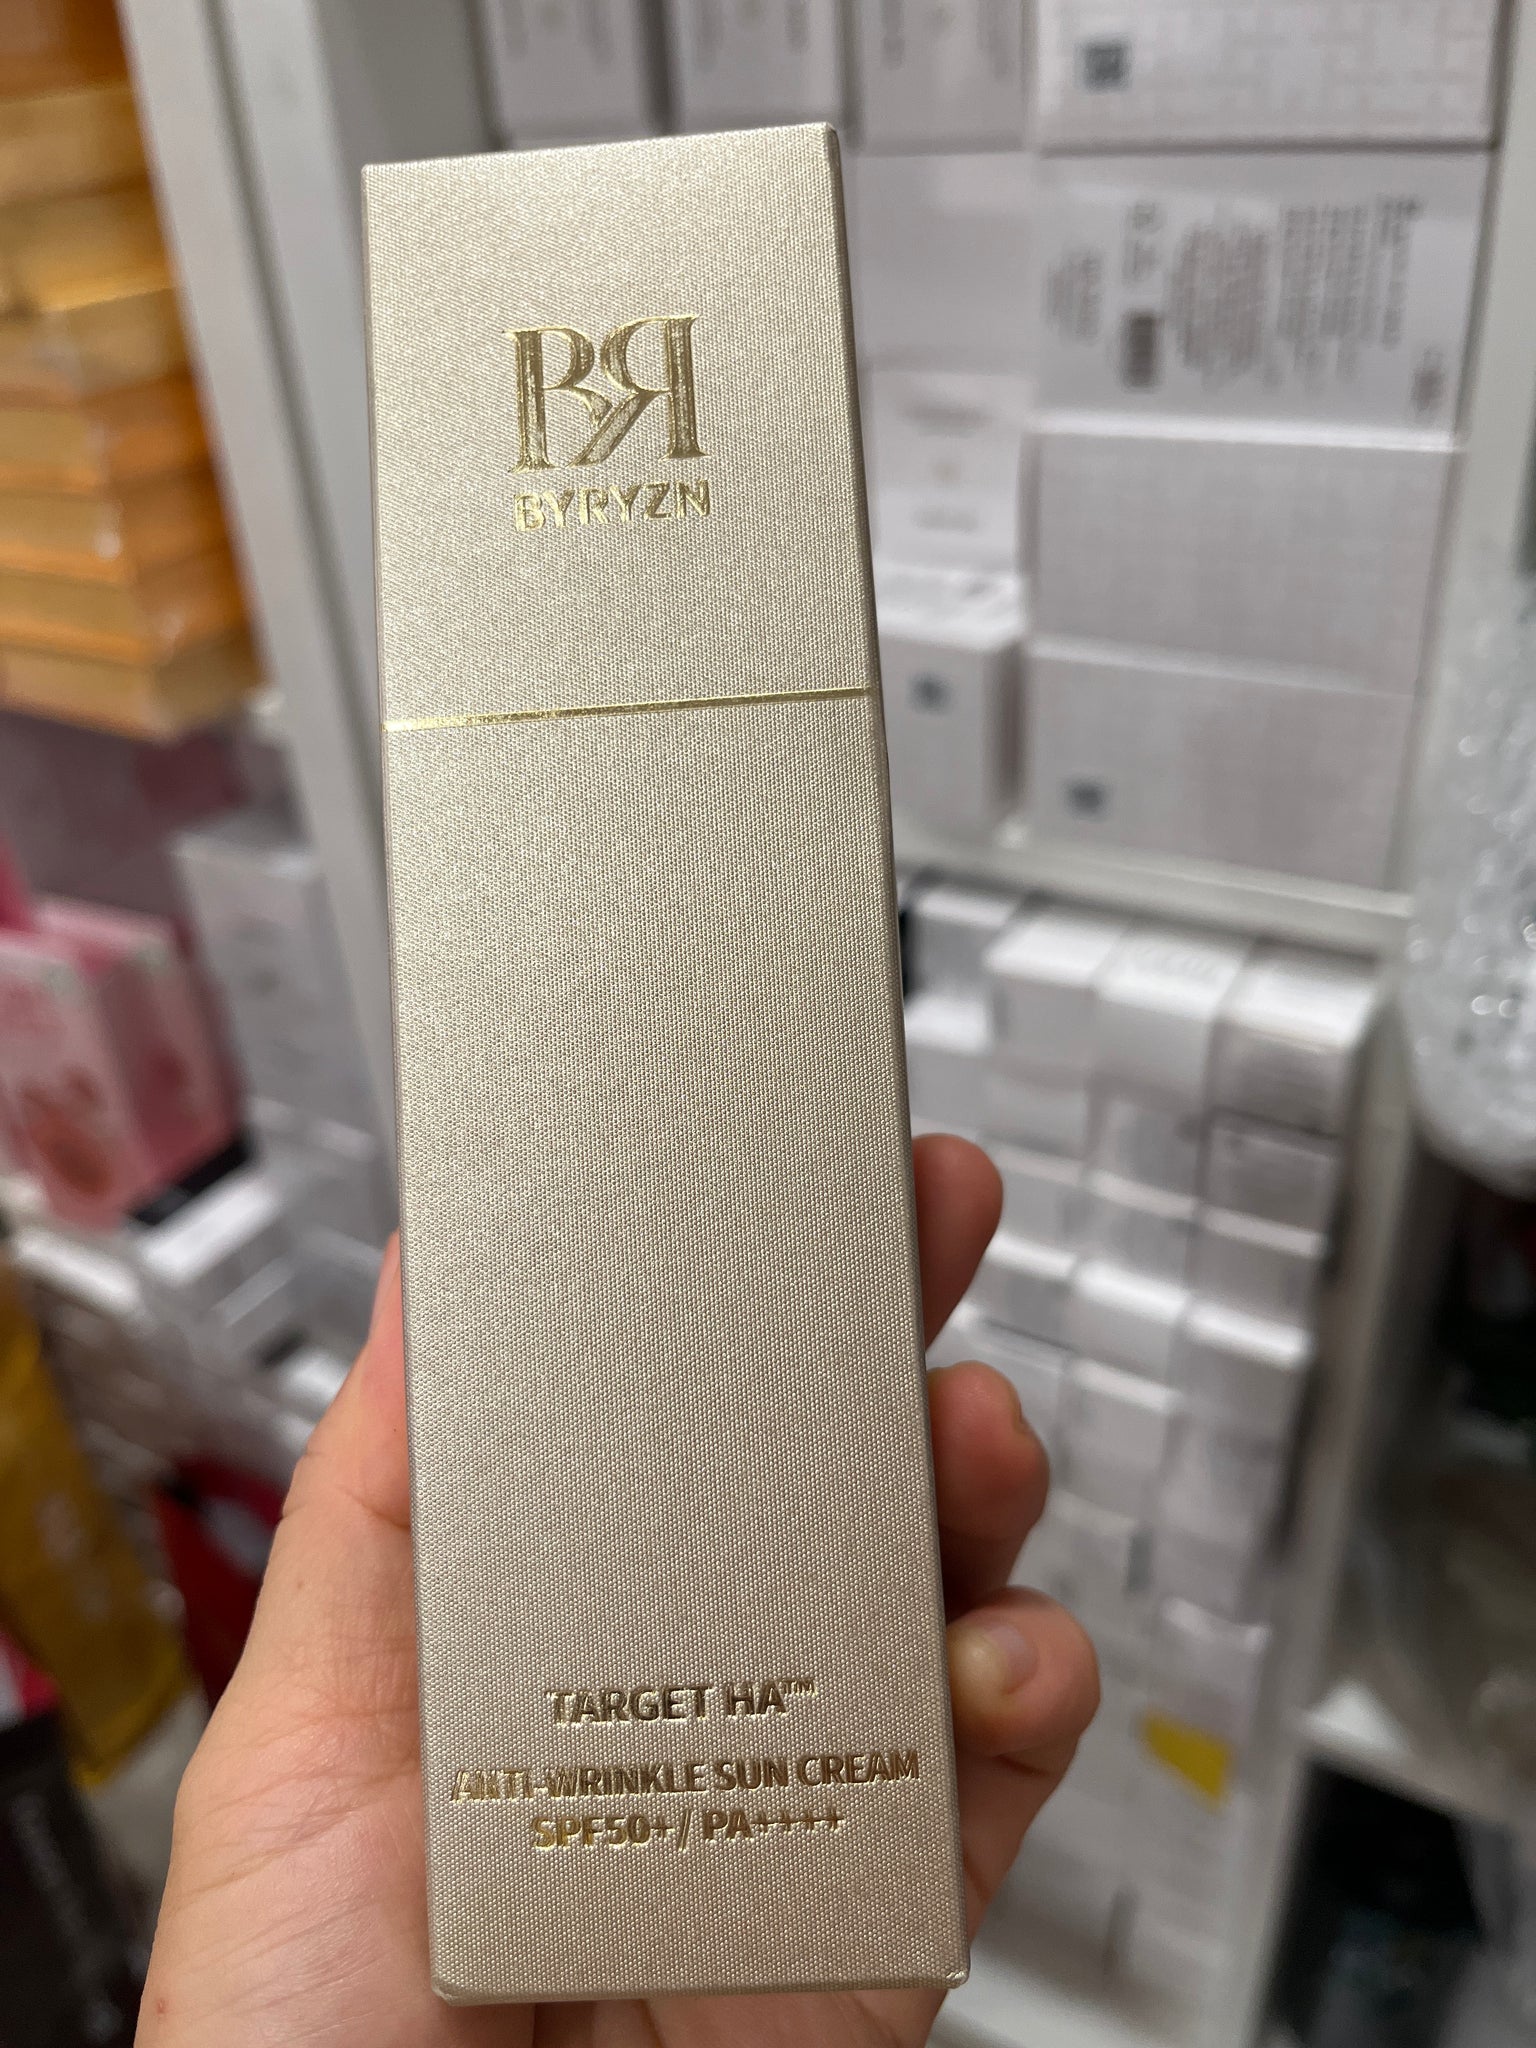 BYRYZN
TARGET HA™
ANTI-WRINKLE SUN CREAM
SPF50+/ PA++++